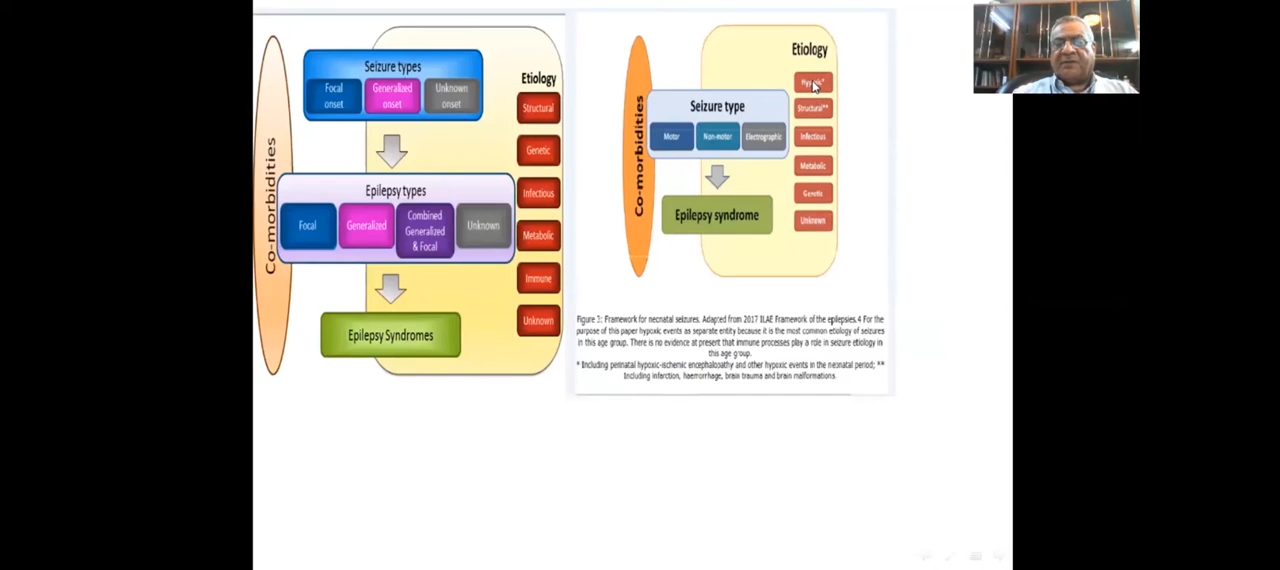 Co-morbidities
Seizure types
Focal
onset
Generalized
onset
Unknown
onset
Epilepsy types
Focal
Generalized
Combined
Generalized
& Focal
Unknown
Epilepsy Syndromes
Etiology
Structural
Genetic
Infectious
Metabolic
Immune
Unknown
Co-morbidities
Seizure type
Motor
Non-motor
Electrographic
Epilepsy syndrome
Etiology
Structural**
Infectious
Metabolic
Genetic
Unknown
Figure 3: Framework for neonatal seizures. Adapted from 2017 ILAE Framework of the epilepsies.4 For the
purpose of this paper hypoxic events as separate entity because it is the most common etiology of seizures
in this age group. There is no evidence at present that immune processes play a role in seizure etiology in
this age group.
* Including perinatal hypoxic-ischemic encephalopathy and other hypoxic events in the neonatal period; **
Including infarction, haemorrhage, brain trauma and brain malformations.